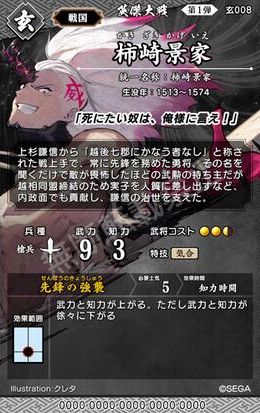 玄
戦国
英傑大戦
第1弾
玄008
かきざきかげいえ
柿崎景家
統一名称：柿崎景家
生没年：1513～1574
威
「死にたい奴は、俺様に言え！」
上杉謙信から『越後七郡にかなう者なし』と称さ
れた戦上手で、常に先鋒を務めた勇将。その名を
聞くだけで敵が畏怖したほどの武勲の持ち主だが
越相同盟締結のため実子を人質に差し出すなど、
内政面でも貢献し、謙信の治世を支えた。
兵種 武力 知力 武将コスト
槍兵 9 3
特技 気合
せんぽうのきょうしゅう
先鋒の強襲
必要士気 5
効果時間 知力時間
効果範囲
武力と知力が上がる。ただし武力と知力が
徐々に下がる
Illustration:クレタ
©SEGA
0000-0000-0000-0000-0000